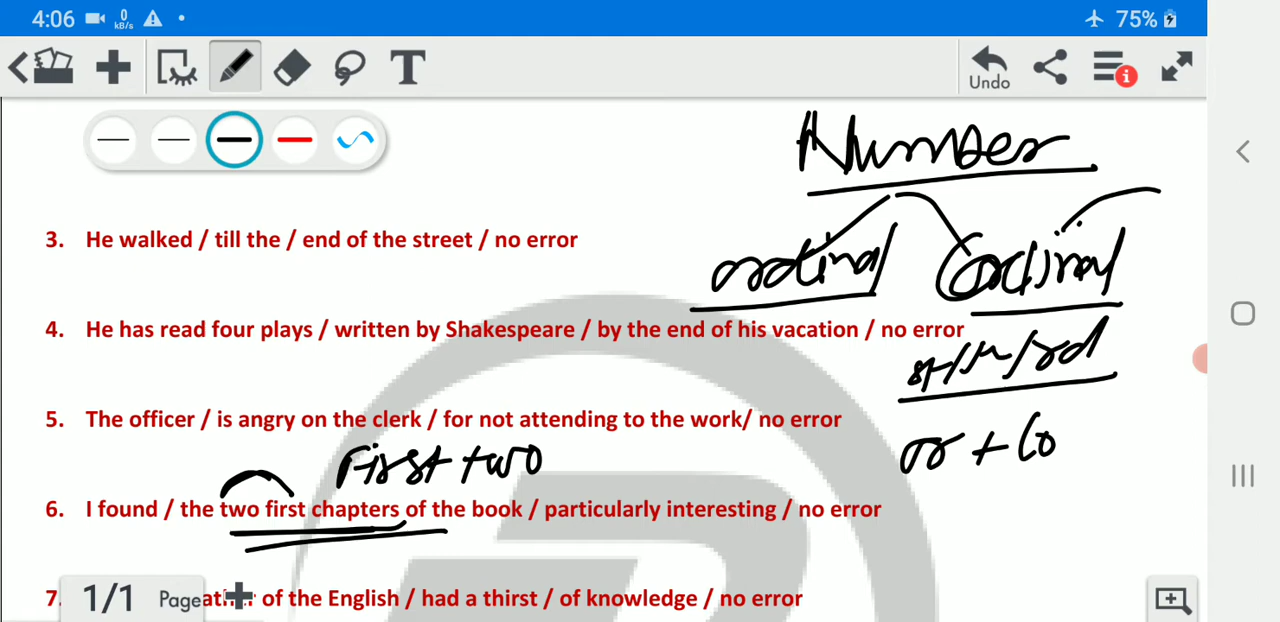 4:06 0 kB/s 75%
T Undo
Number
3. He walked / till the / end of the street / no error
ordinal Cardinal
4. He has read four plays / written by Shakespeare / by the end of his vacation / no error
st/th/rd
5. The officer / is angry on the clerk / for not attending to the work/ no error
or + Co
First two
6. I found / the two first chapters of the book / particularly interesting / no error
7. of the English / had a thirst / of knowledge / no error
1/1 Page